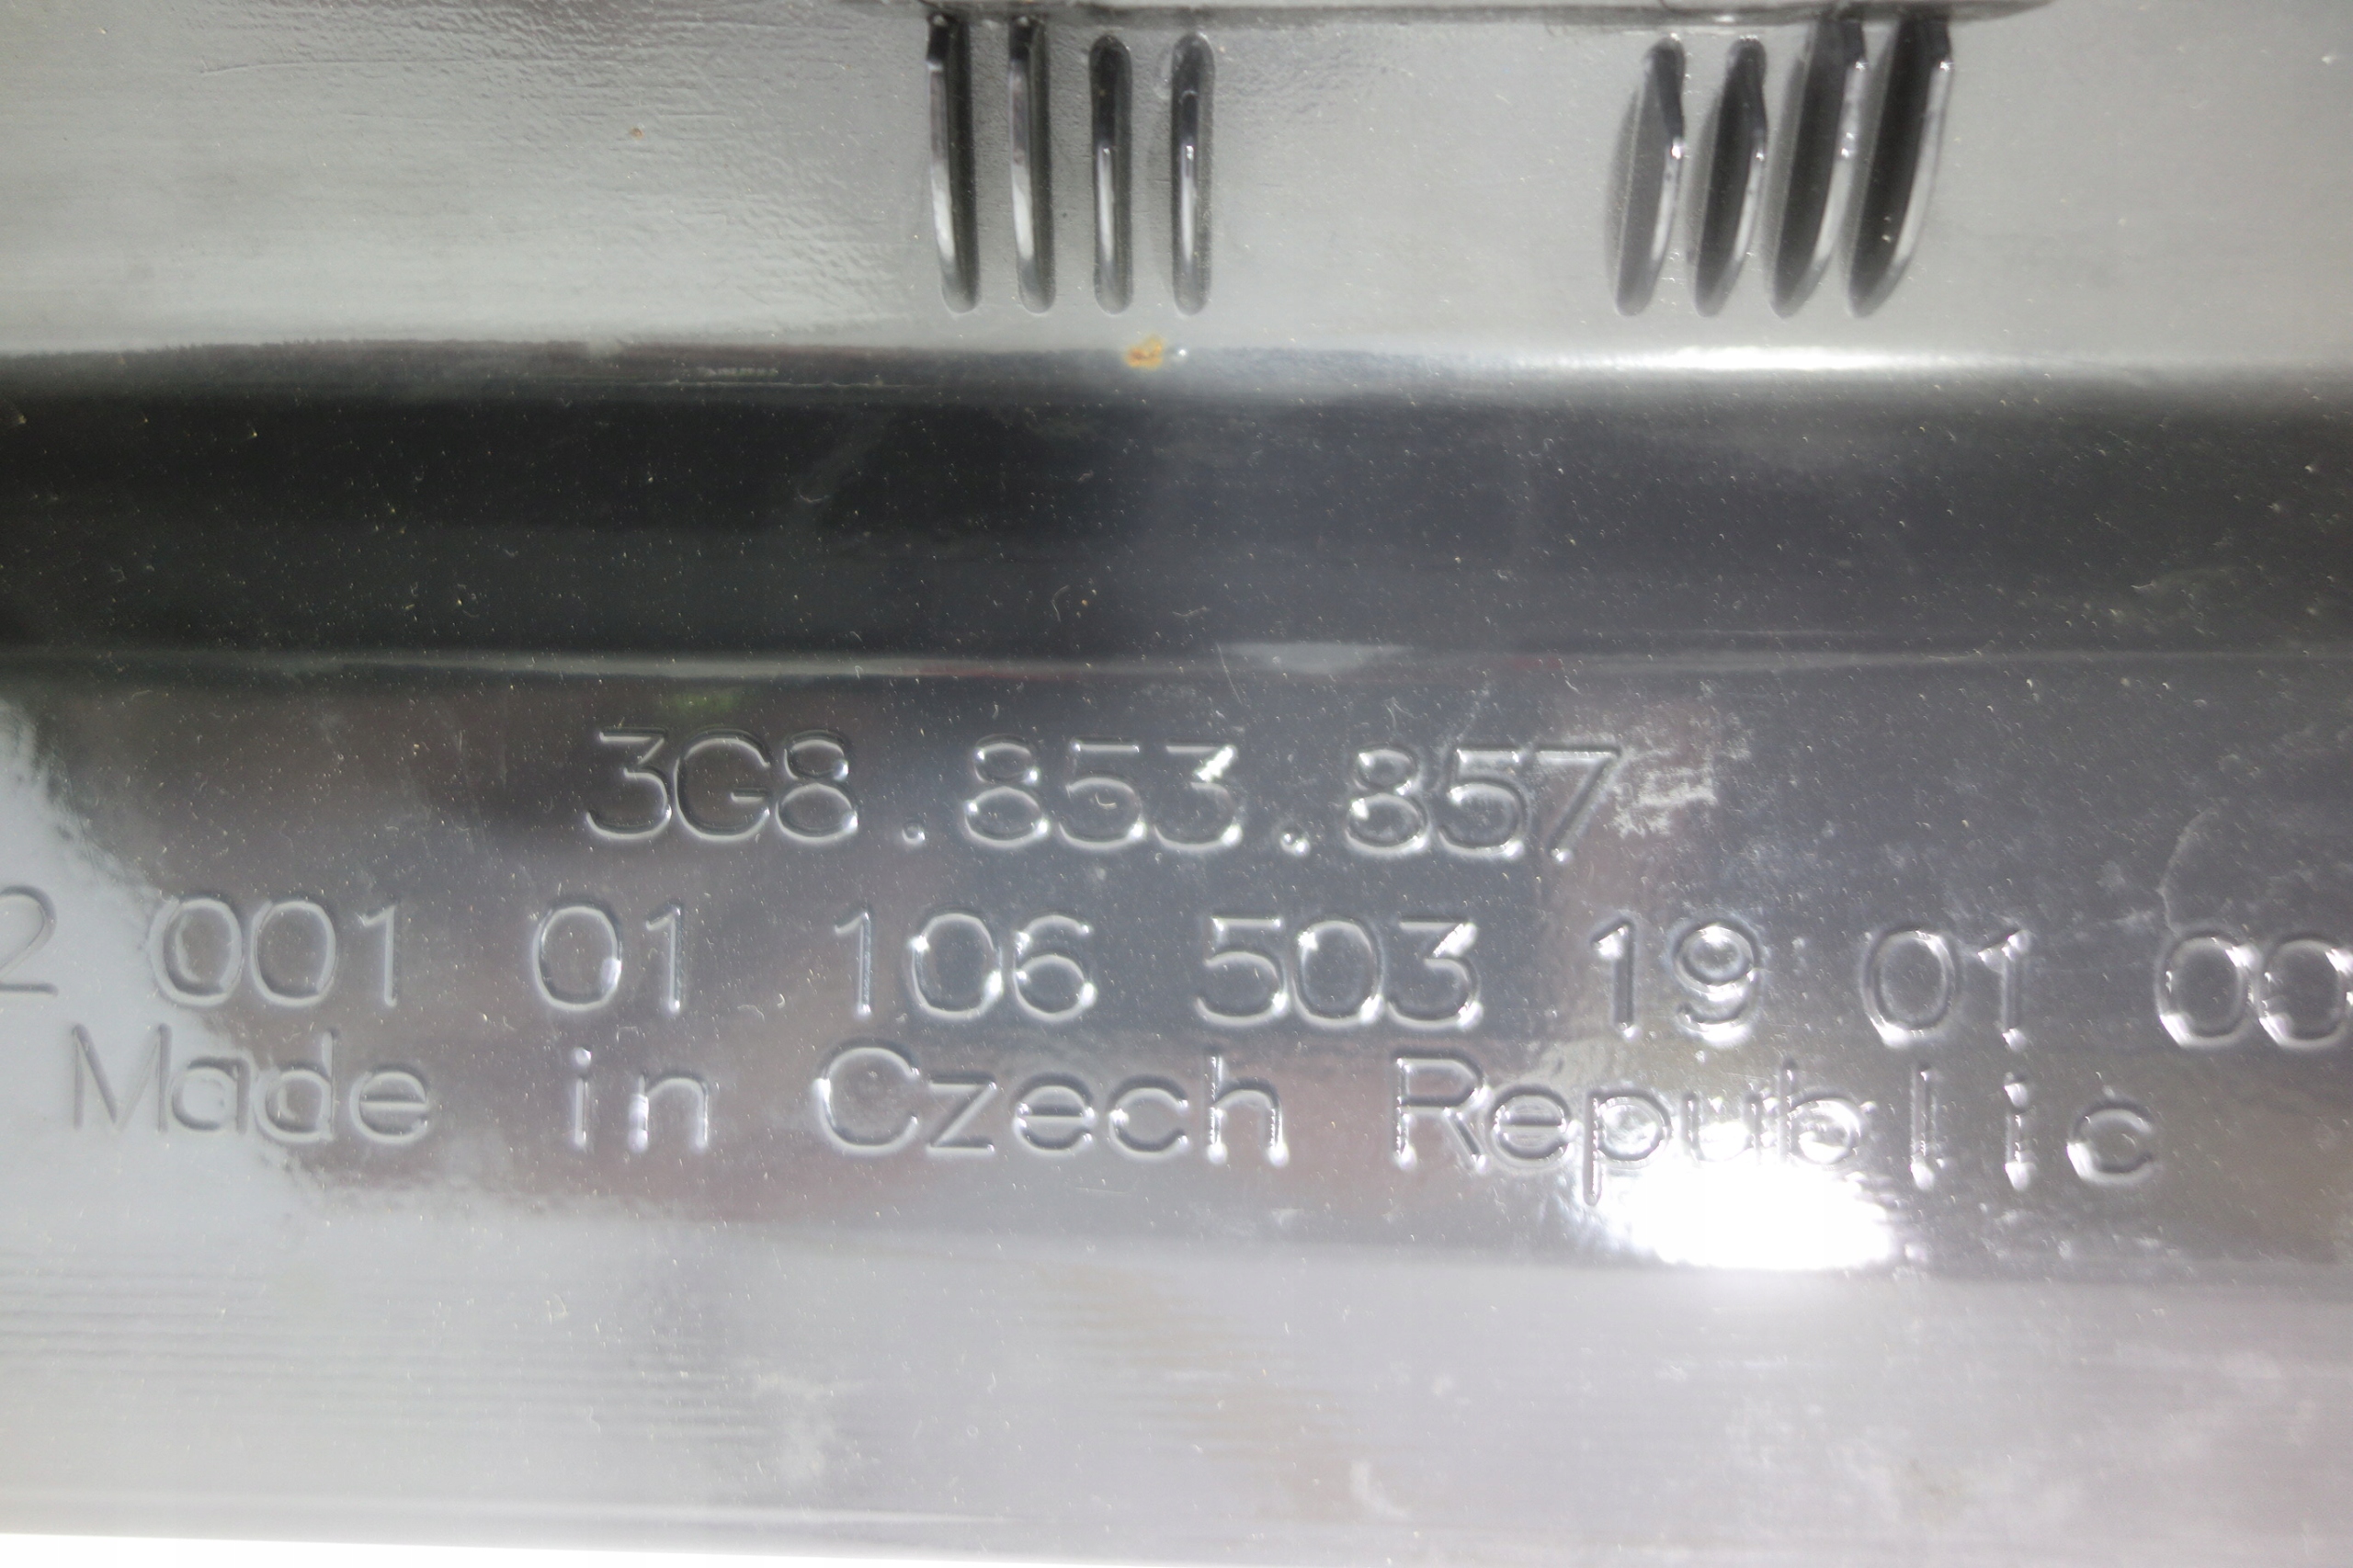 3G8.853.857
2 001 01 106 503 19 01 00
Made in Czech Republic